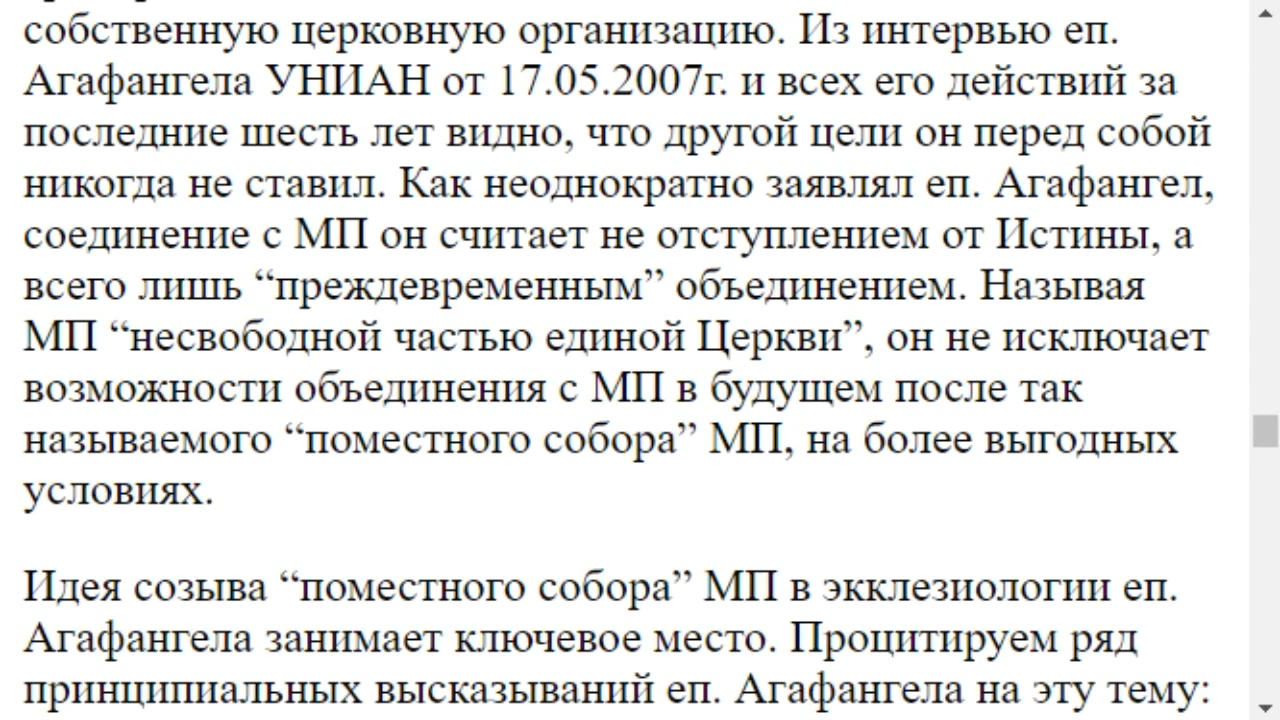 собственную церковную организацию. Из интервью еп.
Агафангела УНИАН от 17.05.2007г. и всех его действий за
последние шесть лет видно, что другой цели он перед собой
никогда не ставил. Как неоднократно заявлял еп. Агафангел,
соединение с МП он считает не отступлением от Истины, а
всего лишь “преждевременным” объединением. Называя
МП “несвободной частью единой Церкви”, он не исключает
возможности объединения с МП в будущем после так
называемого “поместного собора” МП, на более выгодных
условиях.
Идея созыва “поместного собора” МП в экклезиологии еп.
Агафангела занимает ключевое место. Процитируем ряд
принципиальных высказываний еп. Агафангела на эту тему: